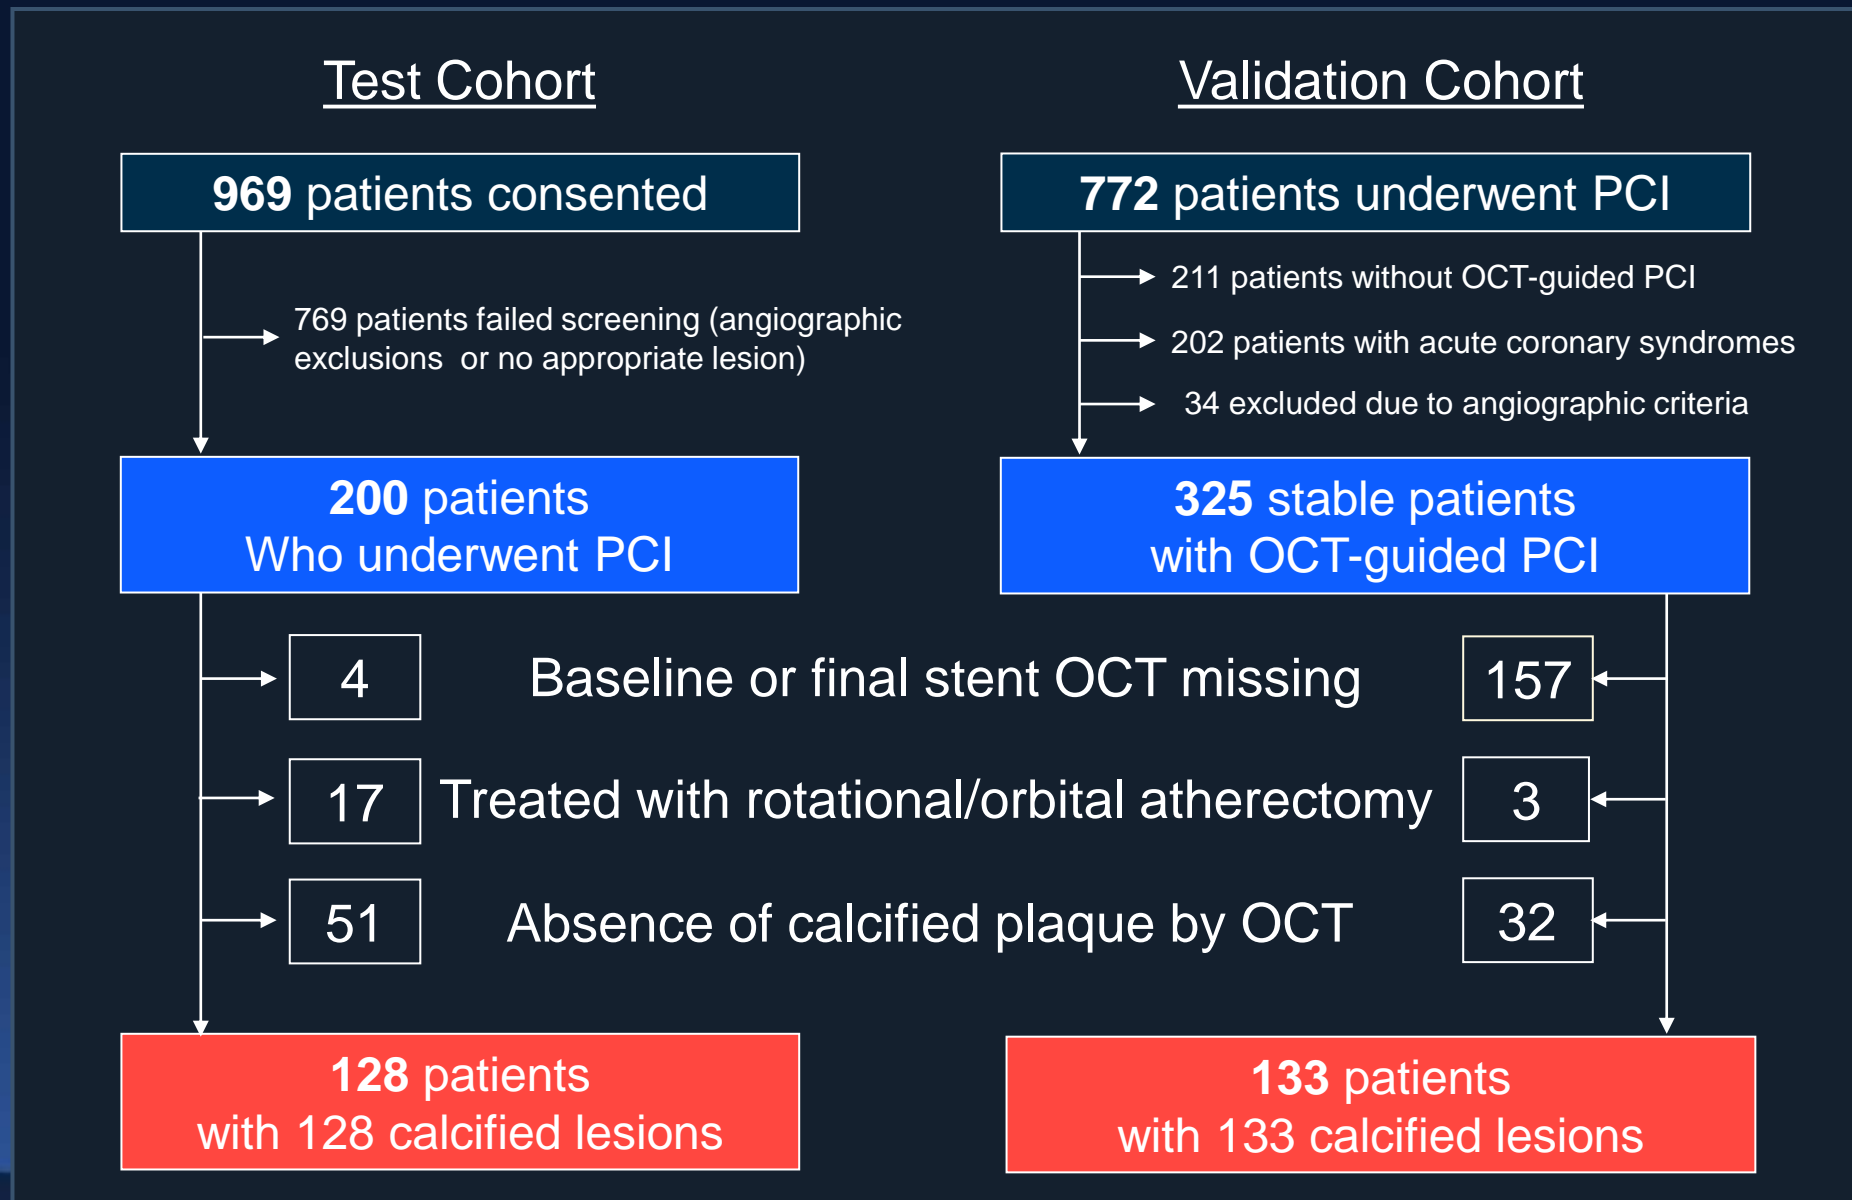 Test Cohort
969 patients consented
769 patients failed screening (angiographic
exclusions  or no appropriate lesion)
200 patients
Who underwent PCI
Validation Cohort
772 patients underwent PCI
211 patients without OCT-guided PCI
202 patients with acute coronary syndromes
34 excluded due to angiographic criteria
325 stable patients
with OCT-guided PCI
4 Baseline or final stent OCT missing 157
17 Treated with rotational/orbital atherectomy 3
51 Absence of calcified plaque by OCT 32
128 patients
with 128 calcified lesions
133 patients
with 133 calcified lesions